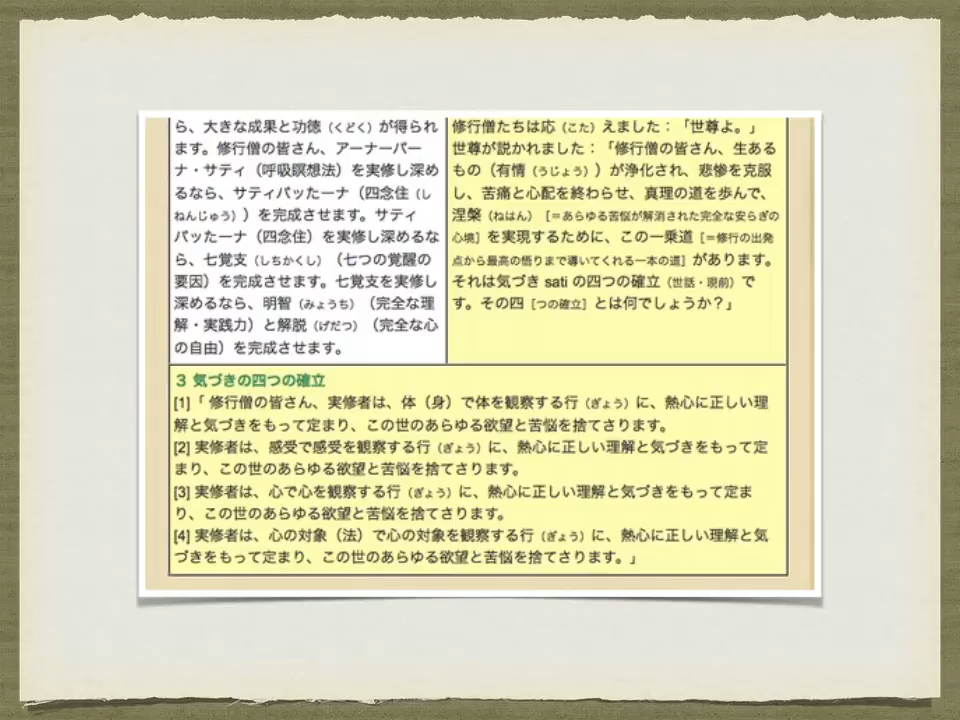 ら、大きな成果と功徳（くどく）が得られ
ます。修行僧の皆さん、アーナーパー
ナ・サティ（呼吸瞑想法）を実修し深め
るなら、サティパッたーナ（四念住（し
ねんじゅう））を完成させます。サティ
パッたーナ（四念住）を実修し深めるな
ら、七覚支（しちかくし）（七つの覚醒の
要因）を完成させます。七覚支を実修し
深めるなら、明智（みょうち）（完全な理
解・実践力）と解脱（げだつ）（完全な心
の自由）を完成させます。
修行僧たちは応（こた）えました：「世尊よ。」
世尊が説かれました：「修行僧の皆さん、生ある
もの（有情（うじょう））が浄化され、悲惨を克服
し、苦痛と心配を終わらせ、真理の道を歩んで、
涅槃（ねはん）［＝あらゆる苦悩が解消された完全な安らぎの
心境］を実現するために、この一乗道［＝修行の出発
点から最高の悟りまで導いてくれる一本の道］があります。
それは気づき sati の四つの確立（世話・現前）で
す。その四［つの確立］とは何でしょうか？」
３ 気づきの四つの確立
[1]「 修行僧の皆さん、実修者は、体（身）で体を観察する行（ぎょう）に、熱心に正しい理
解と気づきをもって定まり、この世のあらゆる欲望と苦悩を捨てさります。
[2] 実修者は、感受で感受を観察する行（ぎょう）に、熱心に正しい理解と気づきをもって定
まり、この世のあらゆる欲望と苦悩を捨てさります。
[3] 実修者は、心で心を観察する行（ぎょう）に、熱心に正しい理解と気づきをもって定ま
り、この世のあらゆる欲望と苦悩を捨てさります。
[4] 実修者は、心の対象（法）で心の対象を観察する行（ぎょう）に、熱心に正しい理解と気
づきをもって定まり、この世のあらゆる欲望と苦悩を捨てさります。」